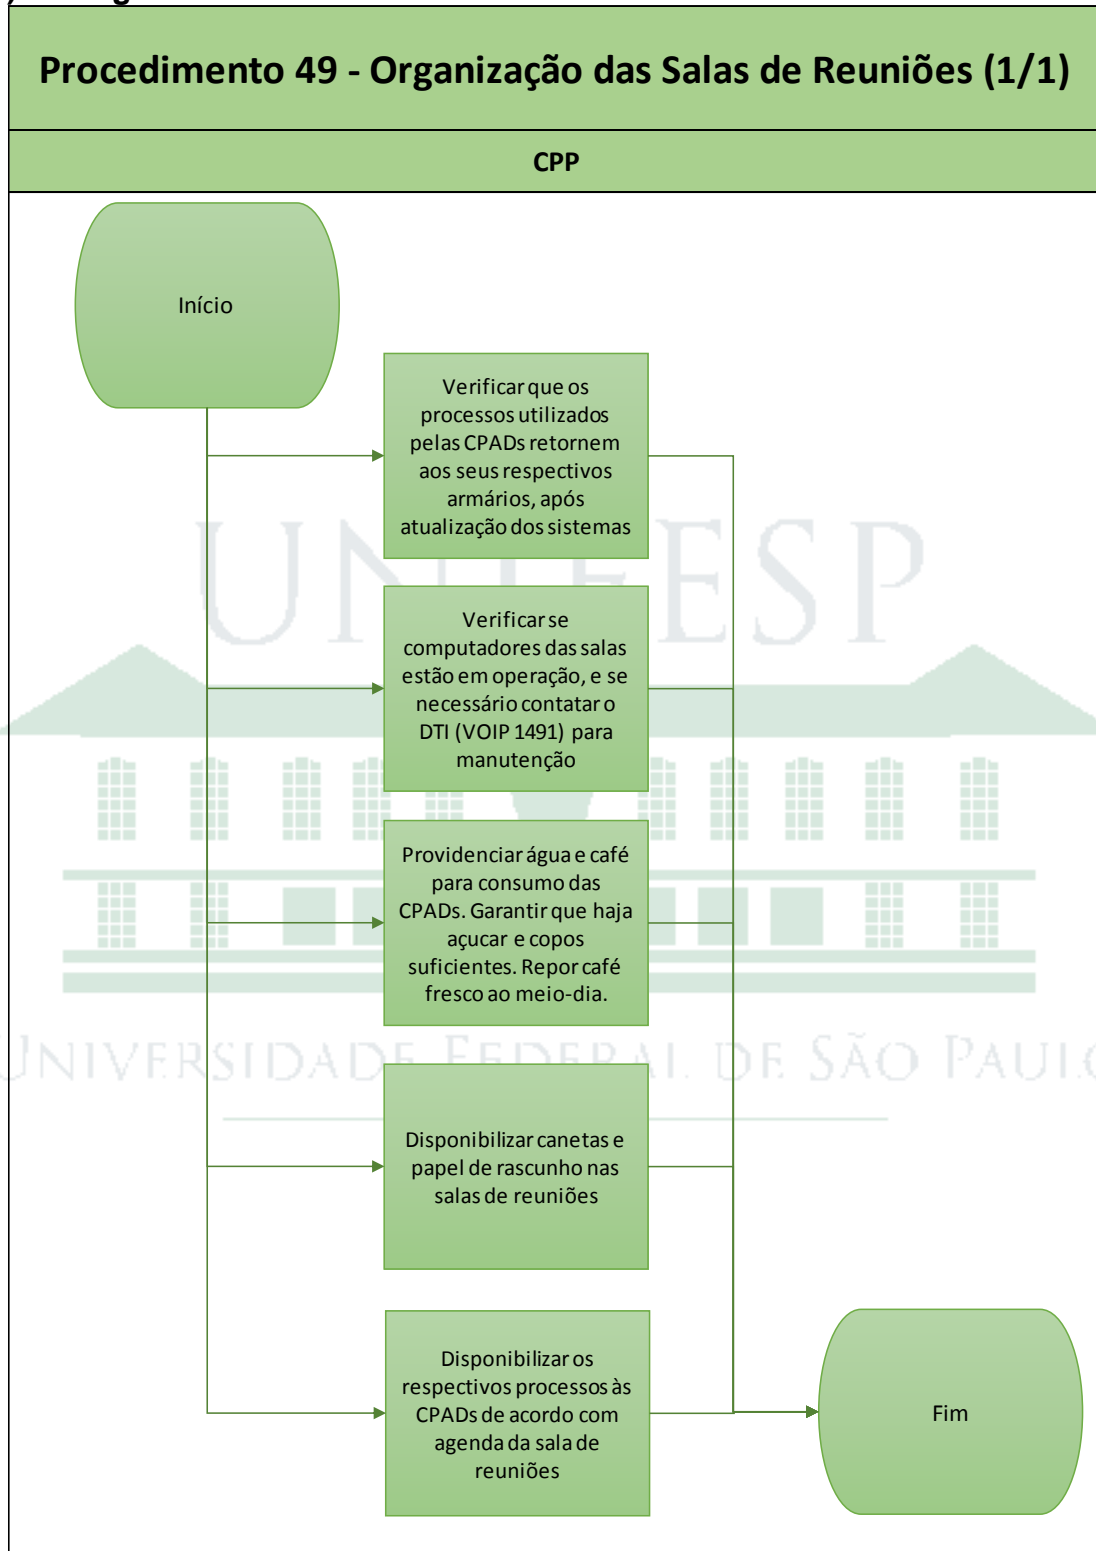 Procedimento 49 - Organização das Salas de Reuniões (1/1)
CPP
Início
Verificar que os
processos utilizados
pelas CPADs retornem
aos seus respectivos
armários, após
atualização dos sistemas
Verificar se
computadores das salas
estão em operação, e se
necessário contatar o
DTI (VOIP 1491) para
manutenção
Providenciar água e café
para consumo das
CPADs. Garantir que haja
açucar e copos
suficientes. Repor café
fresco ao meio-dia.
Disponibilizar canetas e
papel de rascunho nas
salas de reuniões
Disponibilizar os
respectivos processos às
CPADs de acordo com
agenda da sala de
reuniões
Fim
UNIFESP
UNIVERSIDADE FEDERAL DE SÃO PAULO